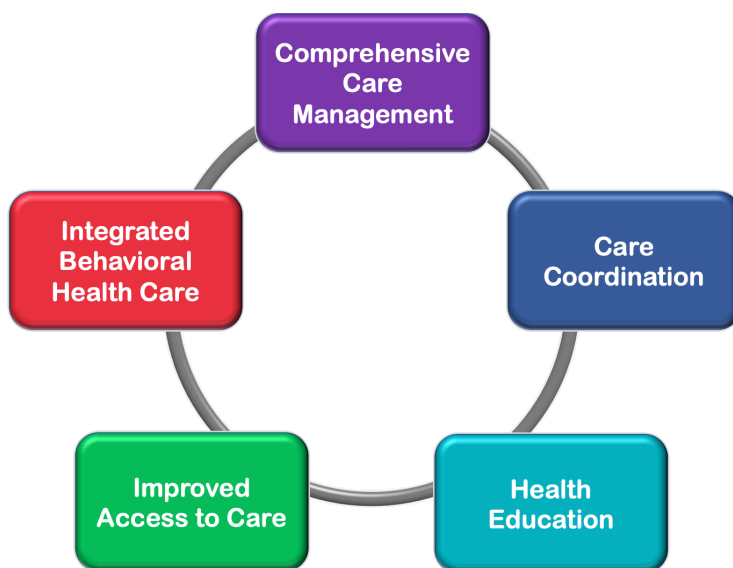 Comprehensive
Care
Management
Integrated
Behavioral
Health Care
Care
Coordination
Improved
Access to Care
Health
Education